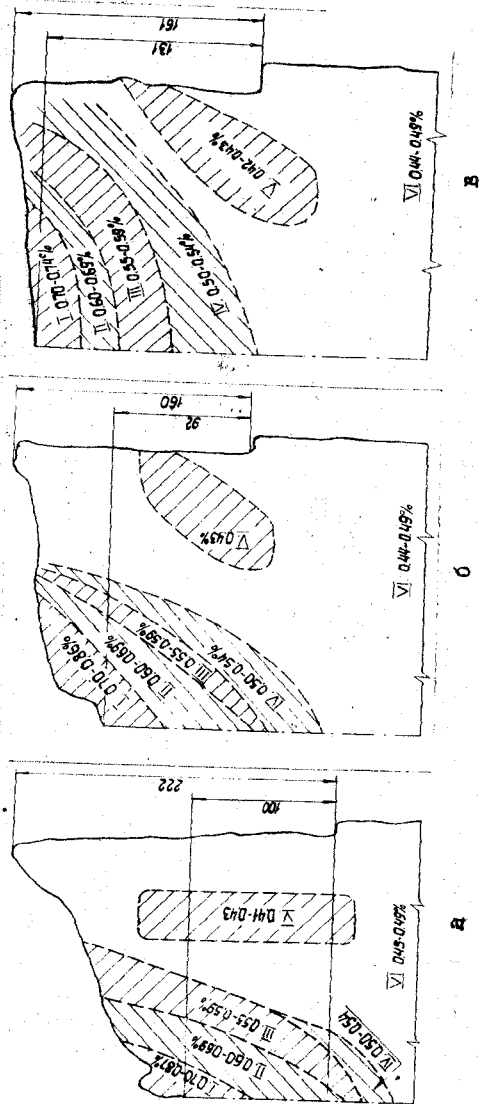 161
131
I 0.70-0.74%
II 0.60-0.69%
III 0.55-0.59%
IV 0.50-0.54%
V 0.42-0.43%
VI 0.44-0.49%
в
160
92
I 0.70-0.86%
II 0.60-0.69%
III 0.55-0.59%
IV 0.50-0.54%
V 0.43%
VI 0.44-0.49%
б
222
100
I 0.70-0.87%
II 0.60-0.69%
III 0.55-0.59%
IV 0.50-0.54
V 0.41-0.43
VI 0.43-0.49%
а